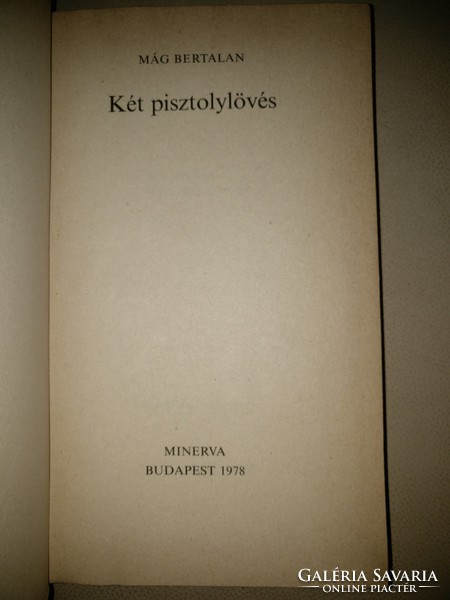 MÁG BERTALAN
Két pisztolylövés
MINERVA
BUDAPEST 1978
GALÉRIA SAVARIA
ONLINE PIACTÉR